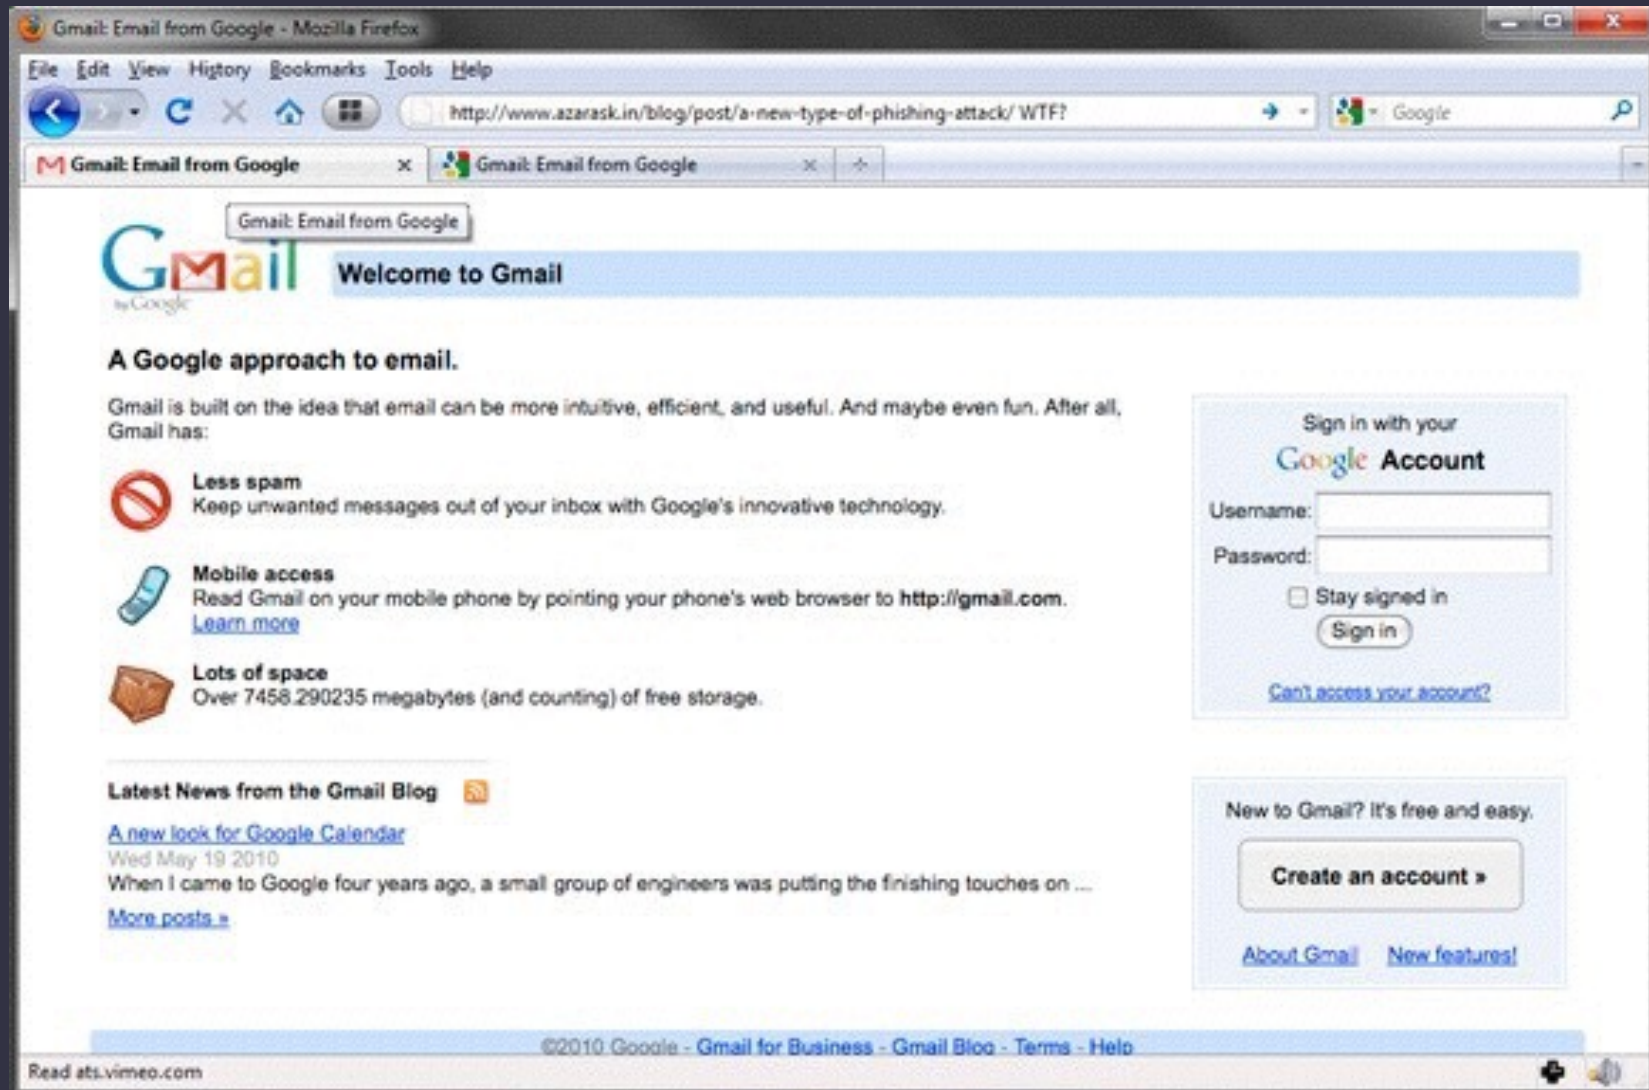 Gmail: Email from Google - Mozilla Firefox
File Edit View History Bookmarks Tools Help
http://www.azarask.in/blog/post/a-new-type-of-phishing-attack/ WTF?
Google
Gmail: Email from Google
Gmail: Email from Google
Gmail: Email from Google
Gmail
by Google
Welcome to Gmail
A Google approach to email.
Gmail is built on the idea that email can be more intuitive, efficient, and useful. And maybe even fun. After all,
Gmail has:
Less spam
Keep unwanted messages out of your inbox with Google's innovative technology.
Mobile access
Read Gmail on your mobile phone by pointing your phone's web browser to http://gmail.com.
Learn more
Lots of space
Over 7458.290235 megabytes (and counting) of free storage.
Latest News from the Gmail Blog
A new look for Google Calendar
Wed May 19 2010
When I came to Google four years ago, a small group of engineers was putting the finishing touches on ...
More posts »
Sign in with your
Google Account
Username:
Password:
Stay signed in
Sign in
Can't access your account?
New to Gmail? It's free and easy.
Create an account »
About Gmail New features!
©2010 Google - Gmail for Business - Gmail Blog - Terms - Help
Read ats.vimeo.com